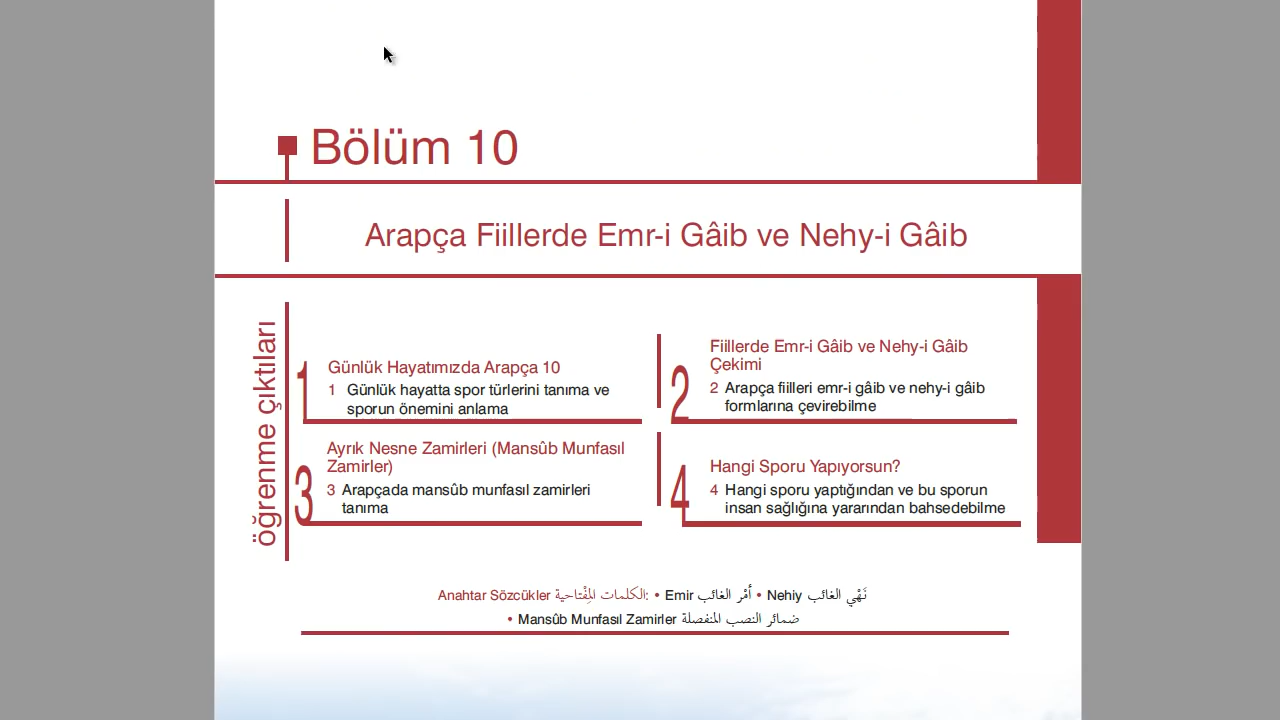 Bölüm 10
Arapça Fiillerde Emr-i Gâib ve Nehy-i Gâib
öğrenme çıktıları
1
Günlük Hayatımızda Arapça 10
1 Günlük hayatta spor türlerini tanıma ve
sporun önemini anlama
2
Fiillerde Emr-i Gâib ve Nehy-i Gâib
Çekimi
2 Arapça fiilleri emr-i gâib ve nehy-i gâib
formlarına çevirebilme
3
Ayrık Nesne Zamirleri (Mansûb Munfasıl
Zamirler)
3 Arapçada mansûb munfasıl zamirleri
tanıma
4
Hangi Sporu Yapıyorsun?
4 Hangi sporu yaptığından ve bu sporun
insan sağlığına yararından bahsedebilme
Anahtar Sözcükler الكلمات المِفْتاحية: • Emir أمْر الغائب • Nehiy نَهْي الغائب
• Mansûb Munfasıl Zamirler ضمائر النصب المنفصلة